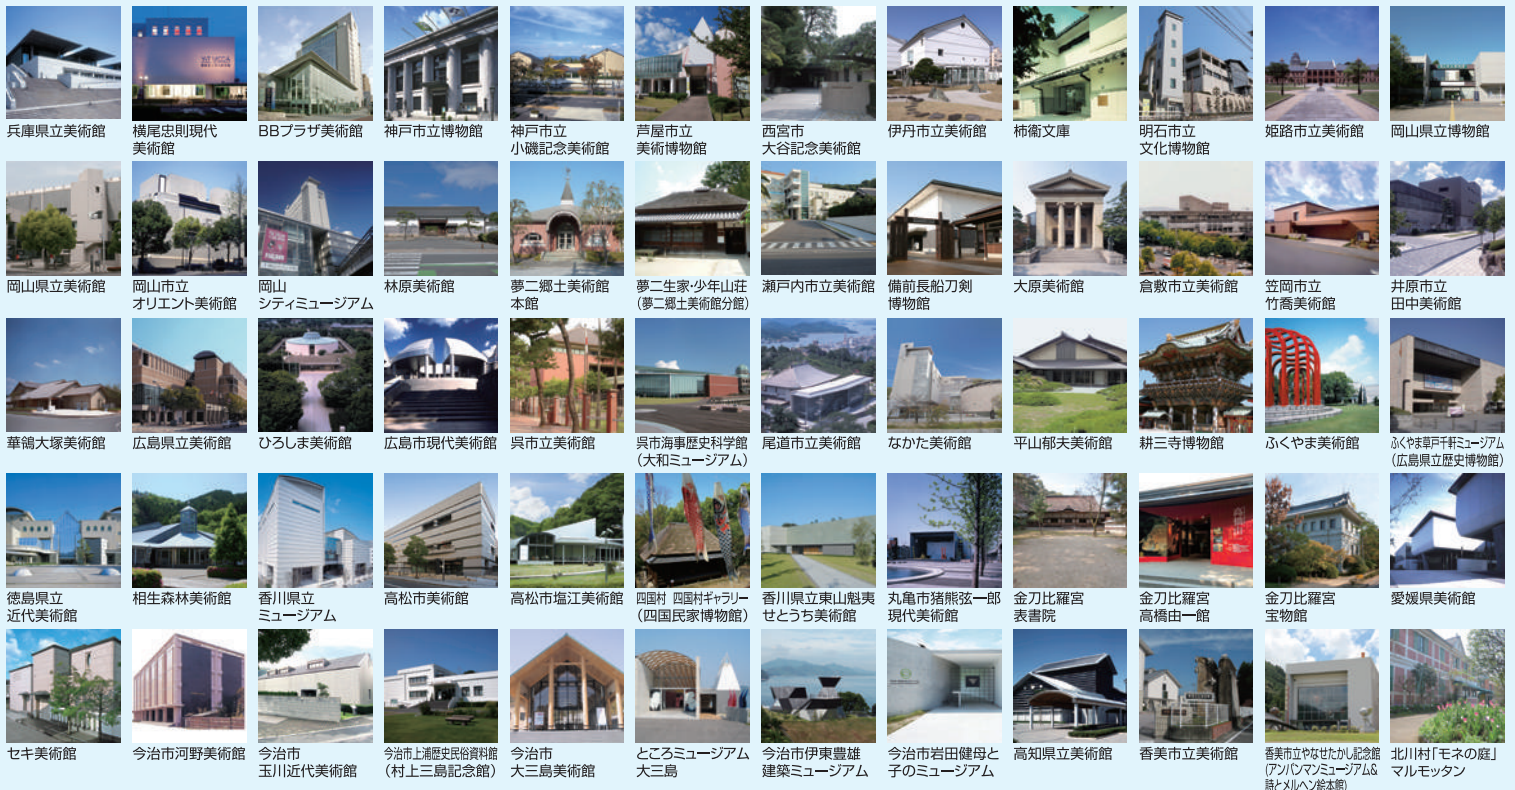 兵庫県立美術館
横尾忠則現代
美術館
BBプラザ美術館
神戸市立博物館
神戸市立
小磯記念美術館
芦屋市立
美術博物館
西宮市
大谷記念美術館
伊丹市立美術館
柿衞文庫
明石市立
文化博物館
姫路市立美術館
岡山県立博物館
岡山県立美術館
岡山市立
オリエント美術館
岡山
シティミュージアム
林原美術館
夢二郷土美術館
本館
夢二生家・少年山荘
（夢二郷土美術館分館）
瀬戸内市立美術館
備前長船刀剣
博物館
大原美術館
倉敷市立美術館
笠岡市立
竹喬美術館
井原市立
田中美術館
華鴒大塚美術館
広島県立美術館
ひろしま美術館
広島市現代美術館
呉市立美術館
呉市海事歴史科学館
（大和ミュージアム）
尾道市立美術館
なかた美術館
平山郁夫美術館
耕三寺博物館
ふくやま美術館
ふくやま草戸千軒ミュージアム
（広島県立歴史博物館）
徳島県立
近代美術館
相生森林美術館
香川県立
ミュージアム
高松市美術館
高松市塩江美術館
四国村 四国村ギャラリー
（四国民家博物館）
香川県立東山魁夷
せとうち美術館
丸亀市猪熊弦一郎
現代美術館
金刀比羅宮
表書院
金刀比羅宮
高橋由一館
金刀比羅宮
宝物館
愛媛県美術館
セキ美術館
今治市河野美術館
今治市
玉川近代美術館
今治市上浦歴史民俗資料館
（村上三島記念館）
今治市
大三島美術館
ところミュージアム
大三島
今治市伊東豊雄
建築ミュージアム
今治市岩田健母と
子のミュージアム
高知県立美術館
香美市立美術館
香美市立やなせたかし記念館
(アンパンマンミュージアム&
詩とメルヘン絵本館)
北川村「モネの庭」
マルモッタン